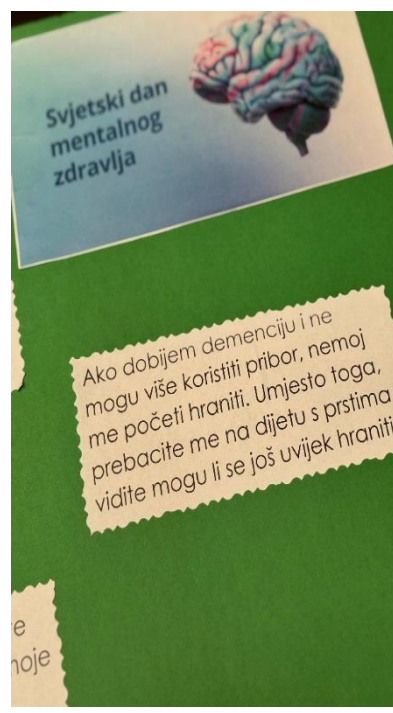 Svjetski dan
mentalnog
zdravlja
Ako dobijem demenciju i ne
mogu više koristiti pribor, nemoj
me početi hraniti. Umjesto toga,
prebacite me na dijetu s prstima
vidite mogu li se još uvijek hraniti
e
noje